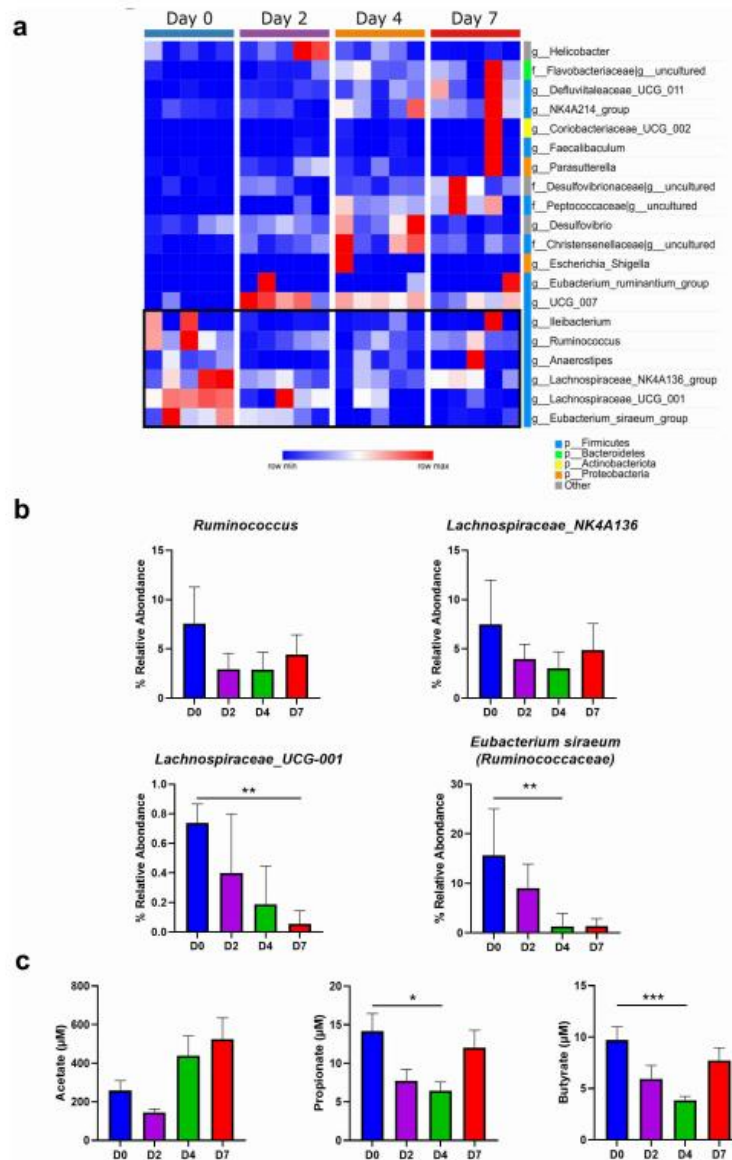 a
Day 0 Day 2 Day 4 Day 7
g__Helicobacter
f__Flavobacteriaceae|g__uncultured
g__Defluviitaleaceae_UCG_011
g__NK4A214_group
g__Coriobacteriaceae_UCG_002
g__Faecalibaculum
g__Parasutterella
f__Desulfovibrionaceae|g__uncultured
f__Peptococcaceae|g__uncultured
g__Desulfovibrio
f__Christensenellaceae|g__uncultured
g__Escherichia_Shigella
g__Eubacterium_ruminantium_group
g__UCG_007
g__Ileibacterium
g__Ruminococcus
g__Anaerostipes
g__Lachnospiraceae_NK4A136_group
g__Lachnospiraceae_UCG_001
g__Eubacterium_siraeum_group
row min row max
p__Firmicutes
p__Bacteroidetes
p__Actinobacteriota
p__Proteobacteria
Other
b
Ruminococcus
% Relative Abondance
15
10
5
0
D0 D2 D4 D7
Lachnospiraceae_NK4A136
% Relative Abondance
15
10
5
0
D0 D2 D4 D7
Lachnospiraceae_UCG-001
% Relative Abondance
1.0
0.8
0.6
0.4
0.2
0.0
**
D0 D2 D4 D7
Eubacterium siraeum
(Ruminococcaceae)
% Relative Abondance
30
20
10
0
**
D0 D2 D4 D7
c
Acetate (µM)
800
600
400
200
0
D0 D2 D4 D7
Propionate (µM)
20
15
10
5
0
*
D0 D2 D4 D7
Butyrate (µM)
15
10
5
0
***
D0 D2 D4 D7